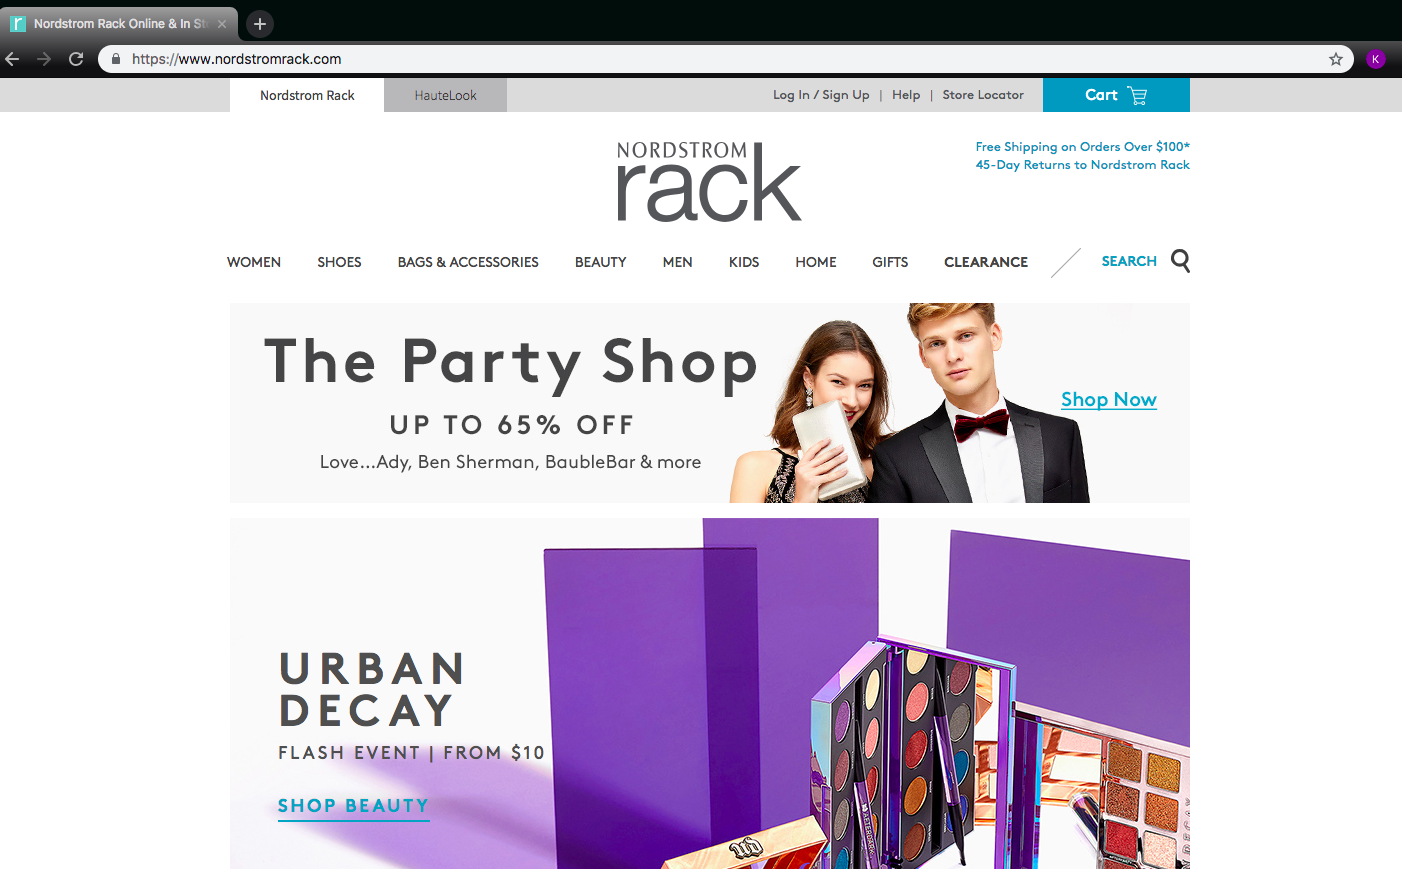 Nordstrom Rack Online & In St
https://www.nordstromrack.com
K
Nordstrom Rack
HauteLook
Log In / Sign Up | Help | Store Locator
Cart
NORDSTROM
rack
Free Shipping on Orders Over $100*
45-Day Returns to Nordstrom Rack
WOMEN SHOES BAGS & ACCESSORIES BEAUTY MEN KIDS HOME GIFTS CLEARANCE SEARCH
The Party Shop
UP TO 65% OFF
Love...Ady, Ben Sherman, BaubleBar & more
Shop Now
URBAN
DECAY
FLASH EVENT | FROM $10
SHOP BEAUTY
UD